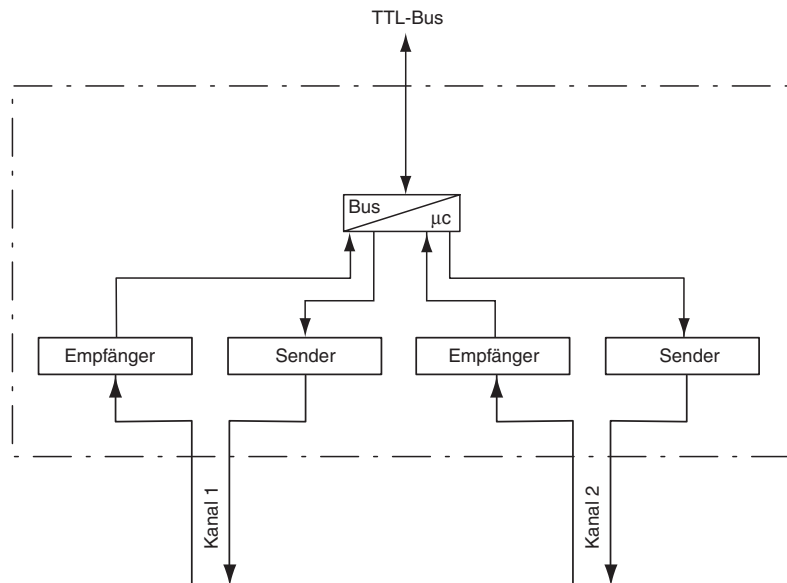 TTL-Bus
Bus
µc
Empfänger
Sender
Empfänger
Sender
Kanal 1
Kanal 2